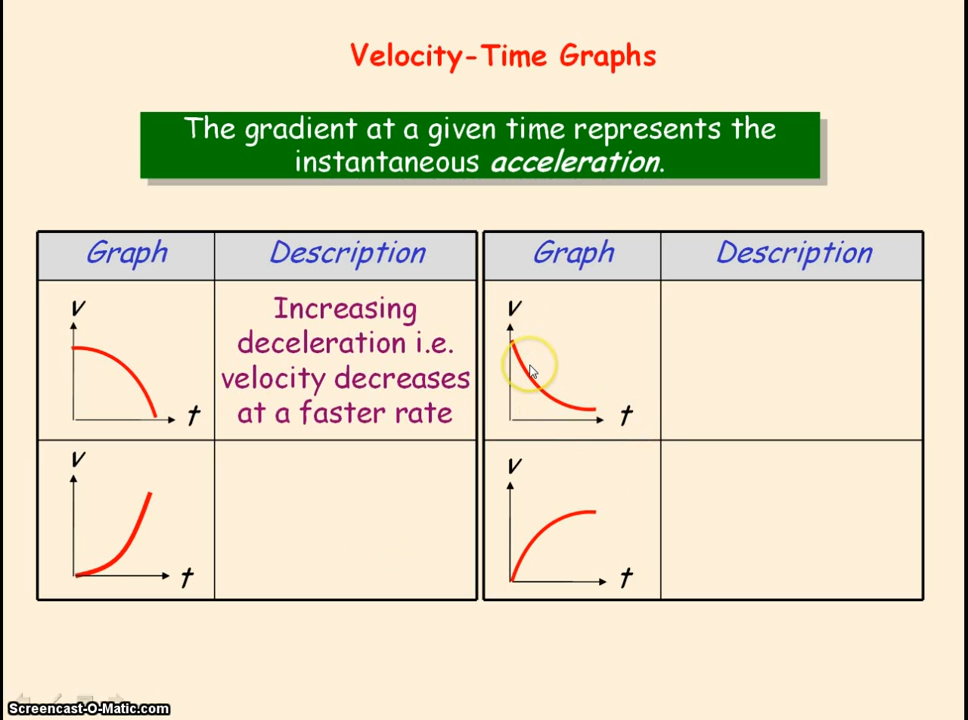 Velocity-Time Graphs
The gradient at a given time represents the
instantaneous acceleration.
Graph
Description
Graph
Description
v
t
Increasing
deceleration i.e.
velocity decreases
at a faster rate
v
t
v
t
v
t
Screencast-O-Matic.com